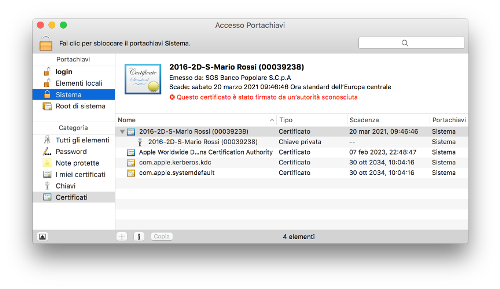 Accesso Portachiavi
Fai clic per sbloccare il portachiavi Sistema.
Portachiavi
login
Elementi locali
Sistema
Root di sistema
Categoria
Tutti gli elementi
Password
Note protette
I miei certificati
Chiavi
Certificati
Certificate
2016-2D-S-Mario Rossi (00039238)
Emesse da: SGS Banco Popolare S.C.p.A
Scade: sabato 20 marzo 2021 09:46:46 Ora standard dell'Europa centrale
Questo certificato è stato firmato da un'autorità sconosciuta
Nome Tipo Scadenza Portachiavi
2016-2D-S-Mario Rossi (00039238) Certificato 20 mar 2021, 09:46:46 Sistema
2016-2D-S-Mario Rossi (00039238) Chiave privata -- Sistema
Apple Worldwide D...ns Certification Authority Certificato 07 feb 2023, 22:48:47 Sistema
com.apple.kerberos.kdc Certificato 30 ott 2034, 10:04:16 Sistema
com.apple.systemdefault Certificato 30 ott 2034, 10:04:16 Sistema
+ i Copia 4 elementi